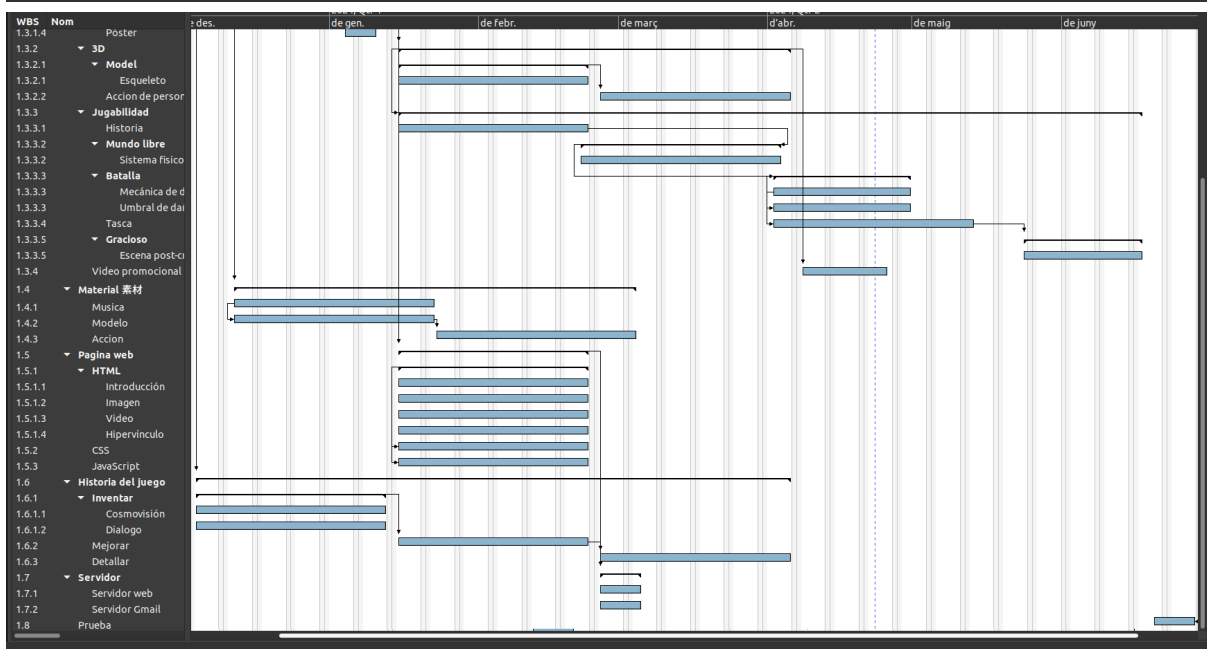 WBS Nom
e des. de gen. de febr. de març d'abr. de maig de juny
1.3.1.4 Póster
1.3.2 3D
1.3.2.1 Model
1.3.2.1 Esqueleto
1.3.2.2 Accion de person
1.3.3 Jugabilidad
1.3.3.1 Historia
1.3.3.2 Mundo libre
1.3.3.2 Sistema fisico
1.3.3.3 Batalla
1.3.3.3 Mecánica de d
1.3.3.3 Umbral de dañ
1.3.3.4 Tasca
1.3.3.5 Gracioso
1.3.3.5 Escena post-cr
1.3.4 Video promocional
1.4 Material 素材
1.4.1 Musica
1.4.2 Modelo
1.4.3 Accion
1.5 Pagina web
1.5.1 HTML
1.5.1.1 Introducción
1.5.1.2 Imagen
1.5.1.3 Video
1.5.1.4 Hipervínculo
1.5.2 CSS
1.5.3 JavaScript
1.6 Historia del juego
1.6.1 Inventar
1.6.1.1 Cosmovisión
1.6.1.2 Dialogo
1.6.2 Mejorar
1.6.3 Detallar
1.7 Servidor
1.7.1 Servidor web
1.7.2 Servidor Gmail
1.8 Prueba